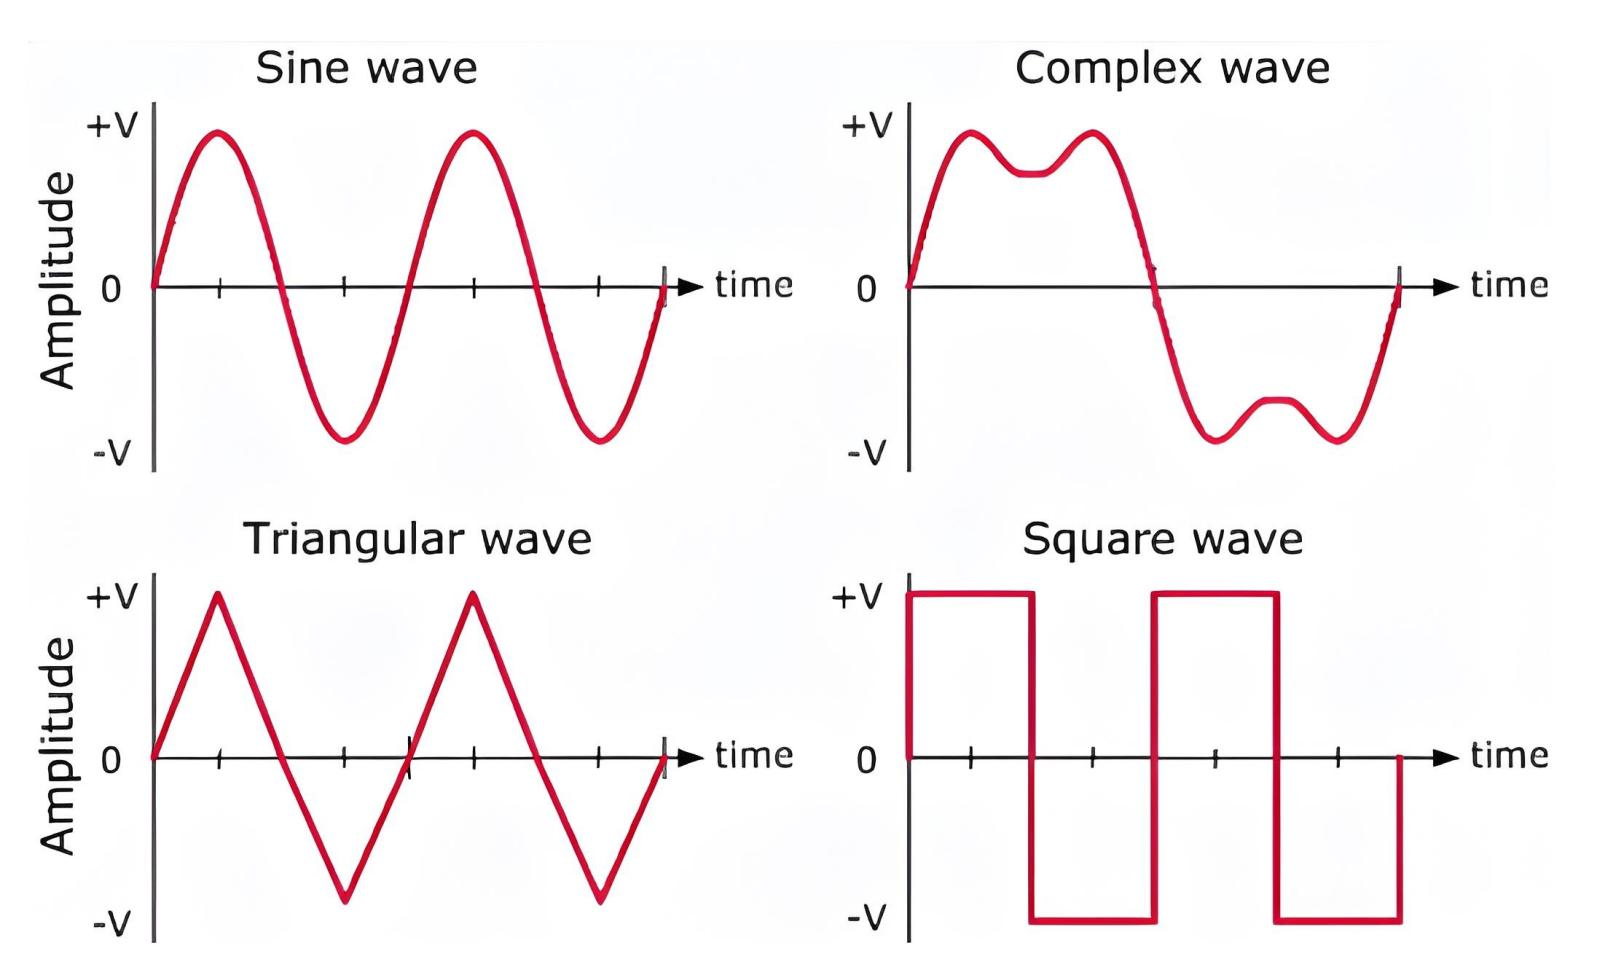 Sine wave
+V
Amplitude
0
time
-V
Complex wave
+V
0
time
-V
Triangular wave
+V
Amplitude
0
time
-V
Square wave
+V
0
time
-V